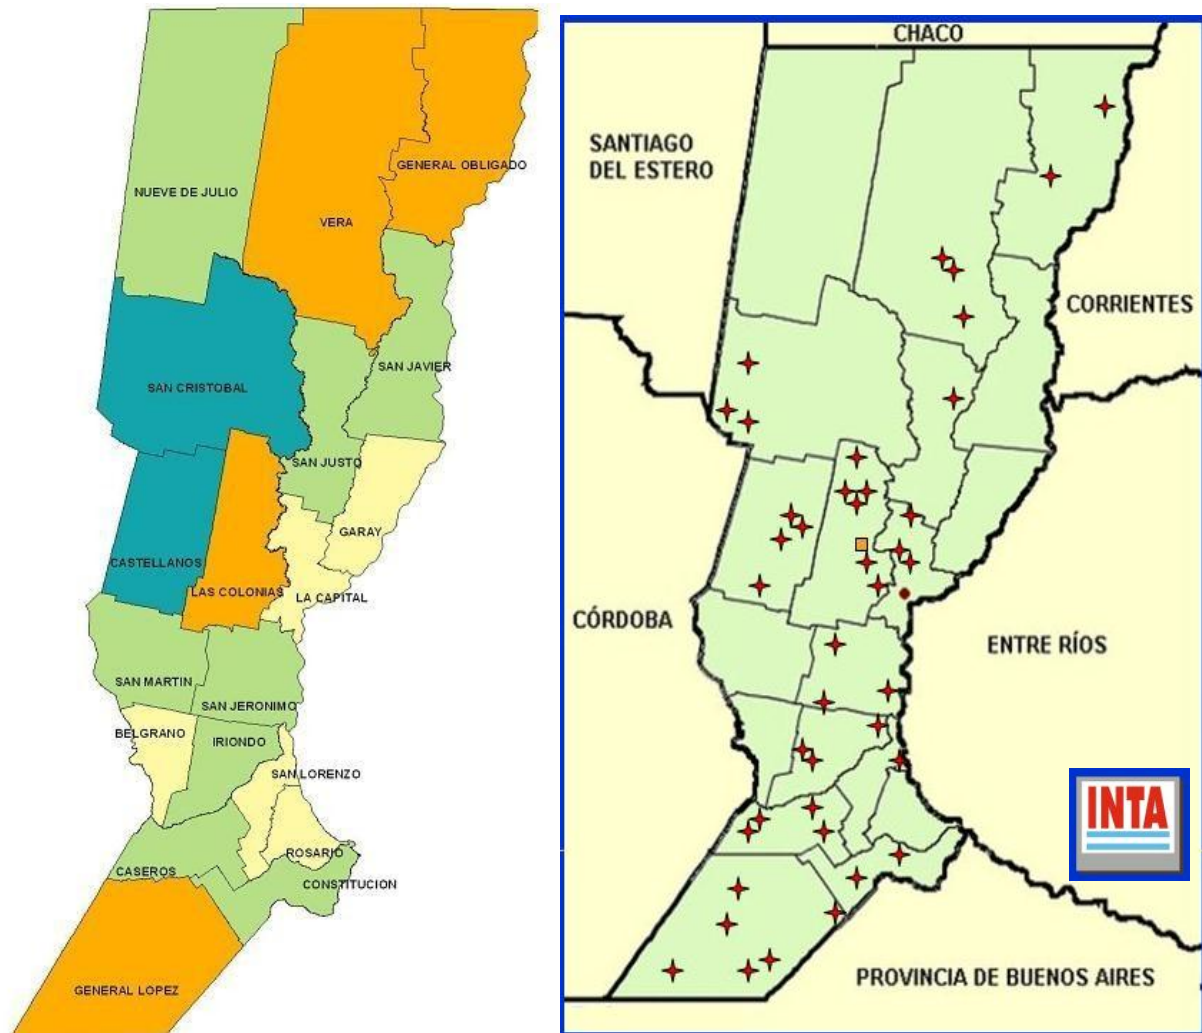 NUEVE DE JULIO
VERA
GENERAL OBLIGADO
SAN CRISTOBAL
SAN JAVIER
SAN JUSTO
GARAY
CASTELLANOS
LAS COLONIAS
LA CAPITAL
SAN MARTIN
SAN JERONIMO
BELGRANO
IRIONDO
SAN LORENZO
ROSARIO
CASEROS
CONSTITUCION
GENERAL LOPEZ
CHACO
SANTIAGO
DEL ESTERO
CORRIENTES
CÓRDOBA
ENTRE RÍOS
INTA
PROVINCIA DE BUENOS AIRES